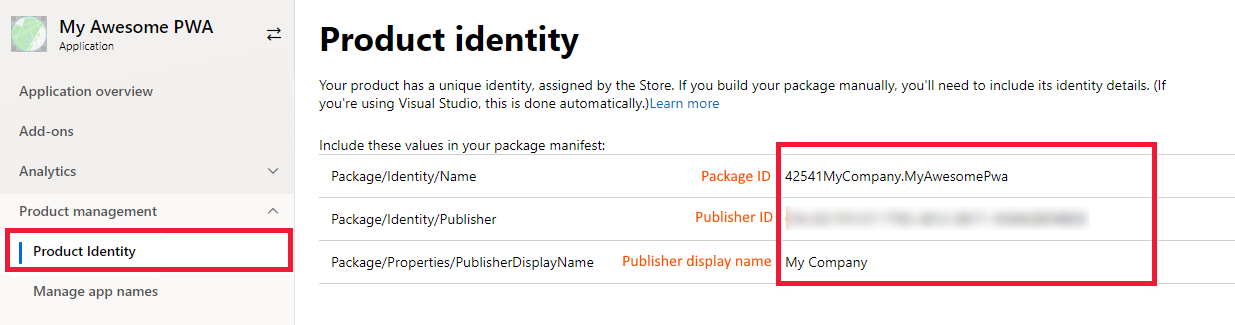 My Awesome PWA
Application
Application overview
Add-ons
Analytics
Product management
Product Identity
Manage app names
Product identity
Your product has a unique identity, assigned by the Store. If you build your package manually, you'll need to include its identity details. (If
you're using Visual Studio, this is done automatically.)Learn more
Include these values in your package manifest:
Package/Identity/Name Package ID 42541MyCompany.MyAwesomePwa
Package/Identity/Publisher Publisher ID
Package/Properties/PublisherDisplayName Publisher display name My Company